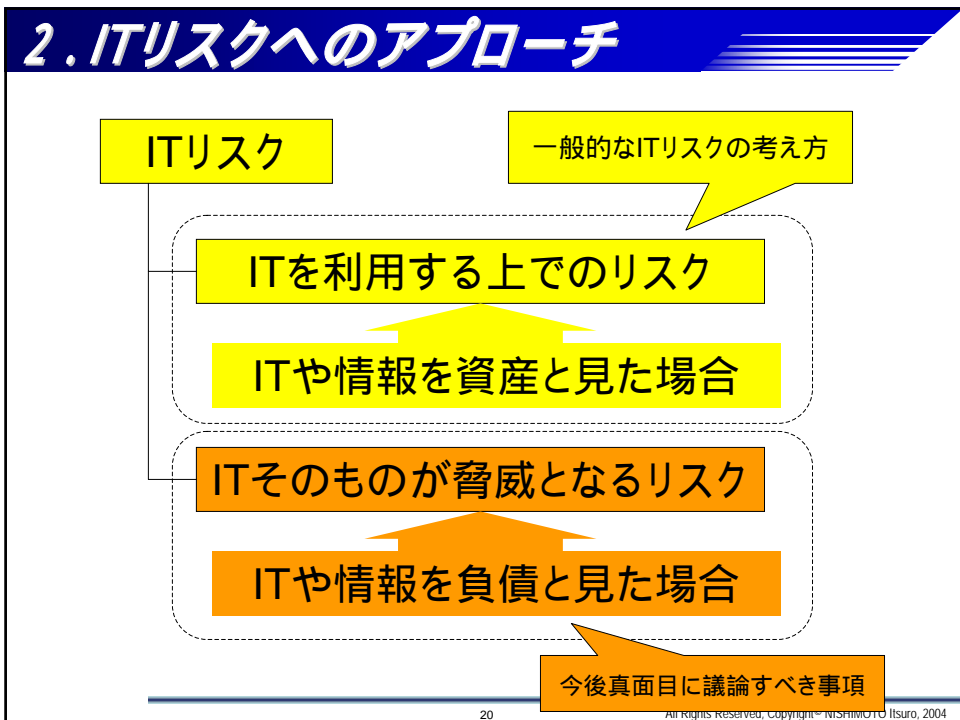 2.ITリスクへのアプローチ
ITリスク
一般的なITリスクの考え方
ITを利用する上でのリスク
ITや情報を資産と見た場合
ITそのものが脅威となるリスク
ITや情報を負債と見た場合
今後真面目に議論すべき事項
20
All Rights Reserved, Copyright© NISHIMOTO Itsuro, 2004